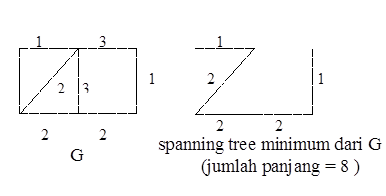 1 3 1
2 3 1 2 1
2 2 2 2
G
spanning tree minimum dari G
(jumlah panjang = 8 )